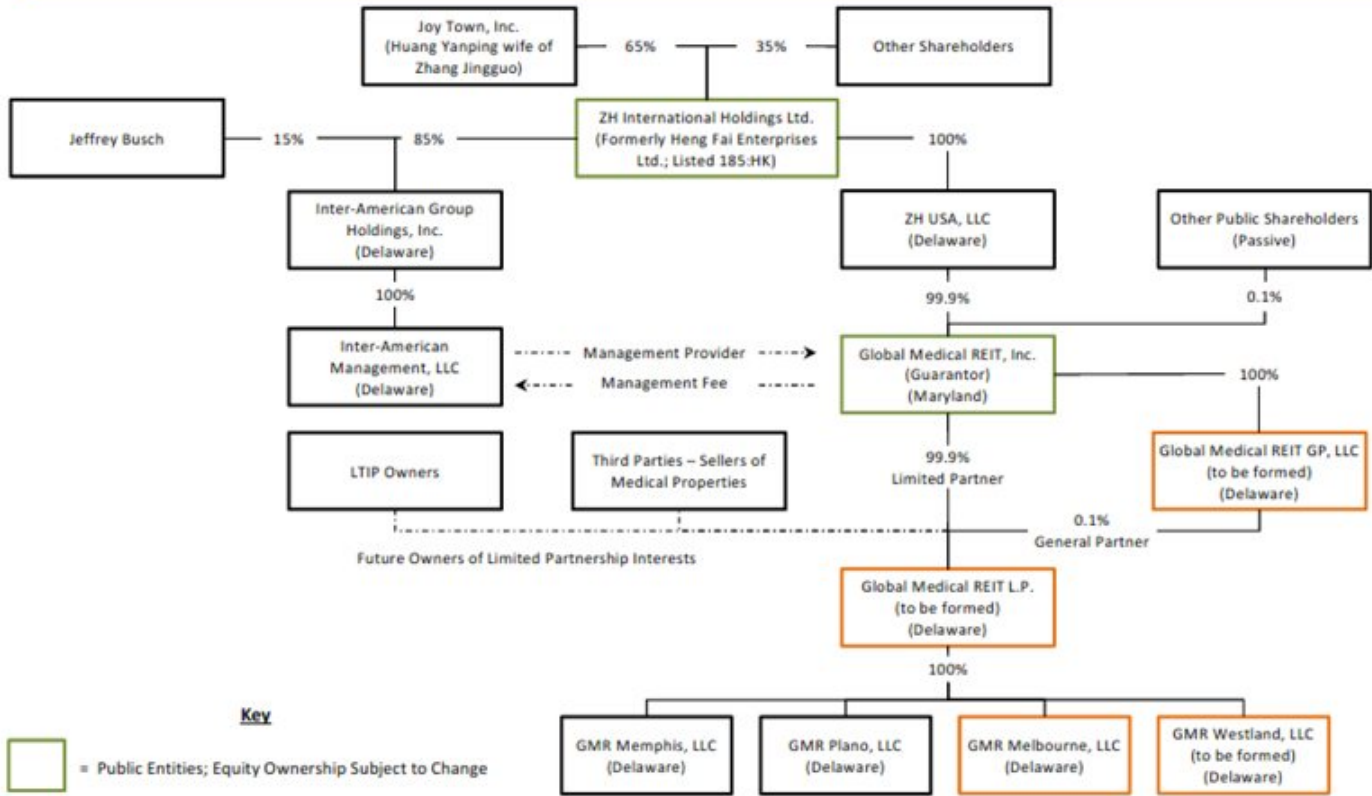 Joy Town, Inc.
(Huang Yanping wife of
Zhang Jingguo)
65%
35%
Other Shareholders
Jeffrey Busch
15%
85%
ZH International Holdings Ltd.
(Formerly Heng Fai Enterprises
Ltd.; Listed 185:HK)
100%
Inter-American Group
Holdings, Inc.
(Delaware)
ZH USA, LLC
(Delaware)
Other Public Shareholders
(Passive)
100%
99.9%
0.1%
Inter-American
Management, LLC
(Delaware)
Management Provider
Management Fee
Global Medical REIT, Inc.
(Guarantor)
(Maryland)
100%
LTIP Owners
Third Parties – Sellers of
Medical Properties
99.9%
Limited Partner
Global Medical REIT GP, LLC
(to be formed)
(Delaware)
0.1%
General Partner
Future Owners of Limited Partnership Interests
Global Medical REIT L.P.
(to be formed)
(Delaware)
100%
Key
= Public Entities; Equity Ownership Subject to Change
GMR Memphis, LLC
(Delaware)
GMR Plano, LLC
(Delaware)
GMR Melbourne, LLC
(Delaware)
GMR Westland, LLC
(to be formed)
(Delaware)